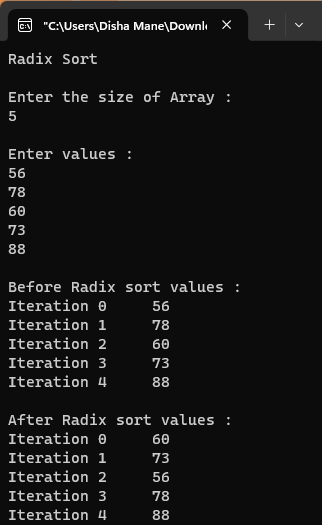 "C:\Users\Disha Mane\Downl
Radix Sort
Enter the size of Array :
5
Enter values :
56
78
60
73
88
Before Radix sort values :
Iteration 0 56
Iteration 1 78
Iteration 2 60
Iteration 3 73
Iteration 4 88
After Radix sort values :
Iteration 0 60
Iteration 1 73
Iteration 2 56
Iteration 3 78
Iteration 4 88